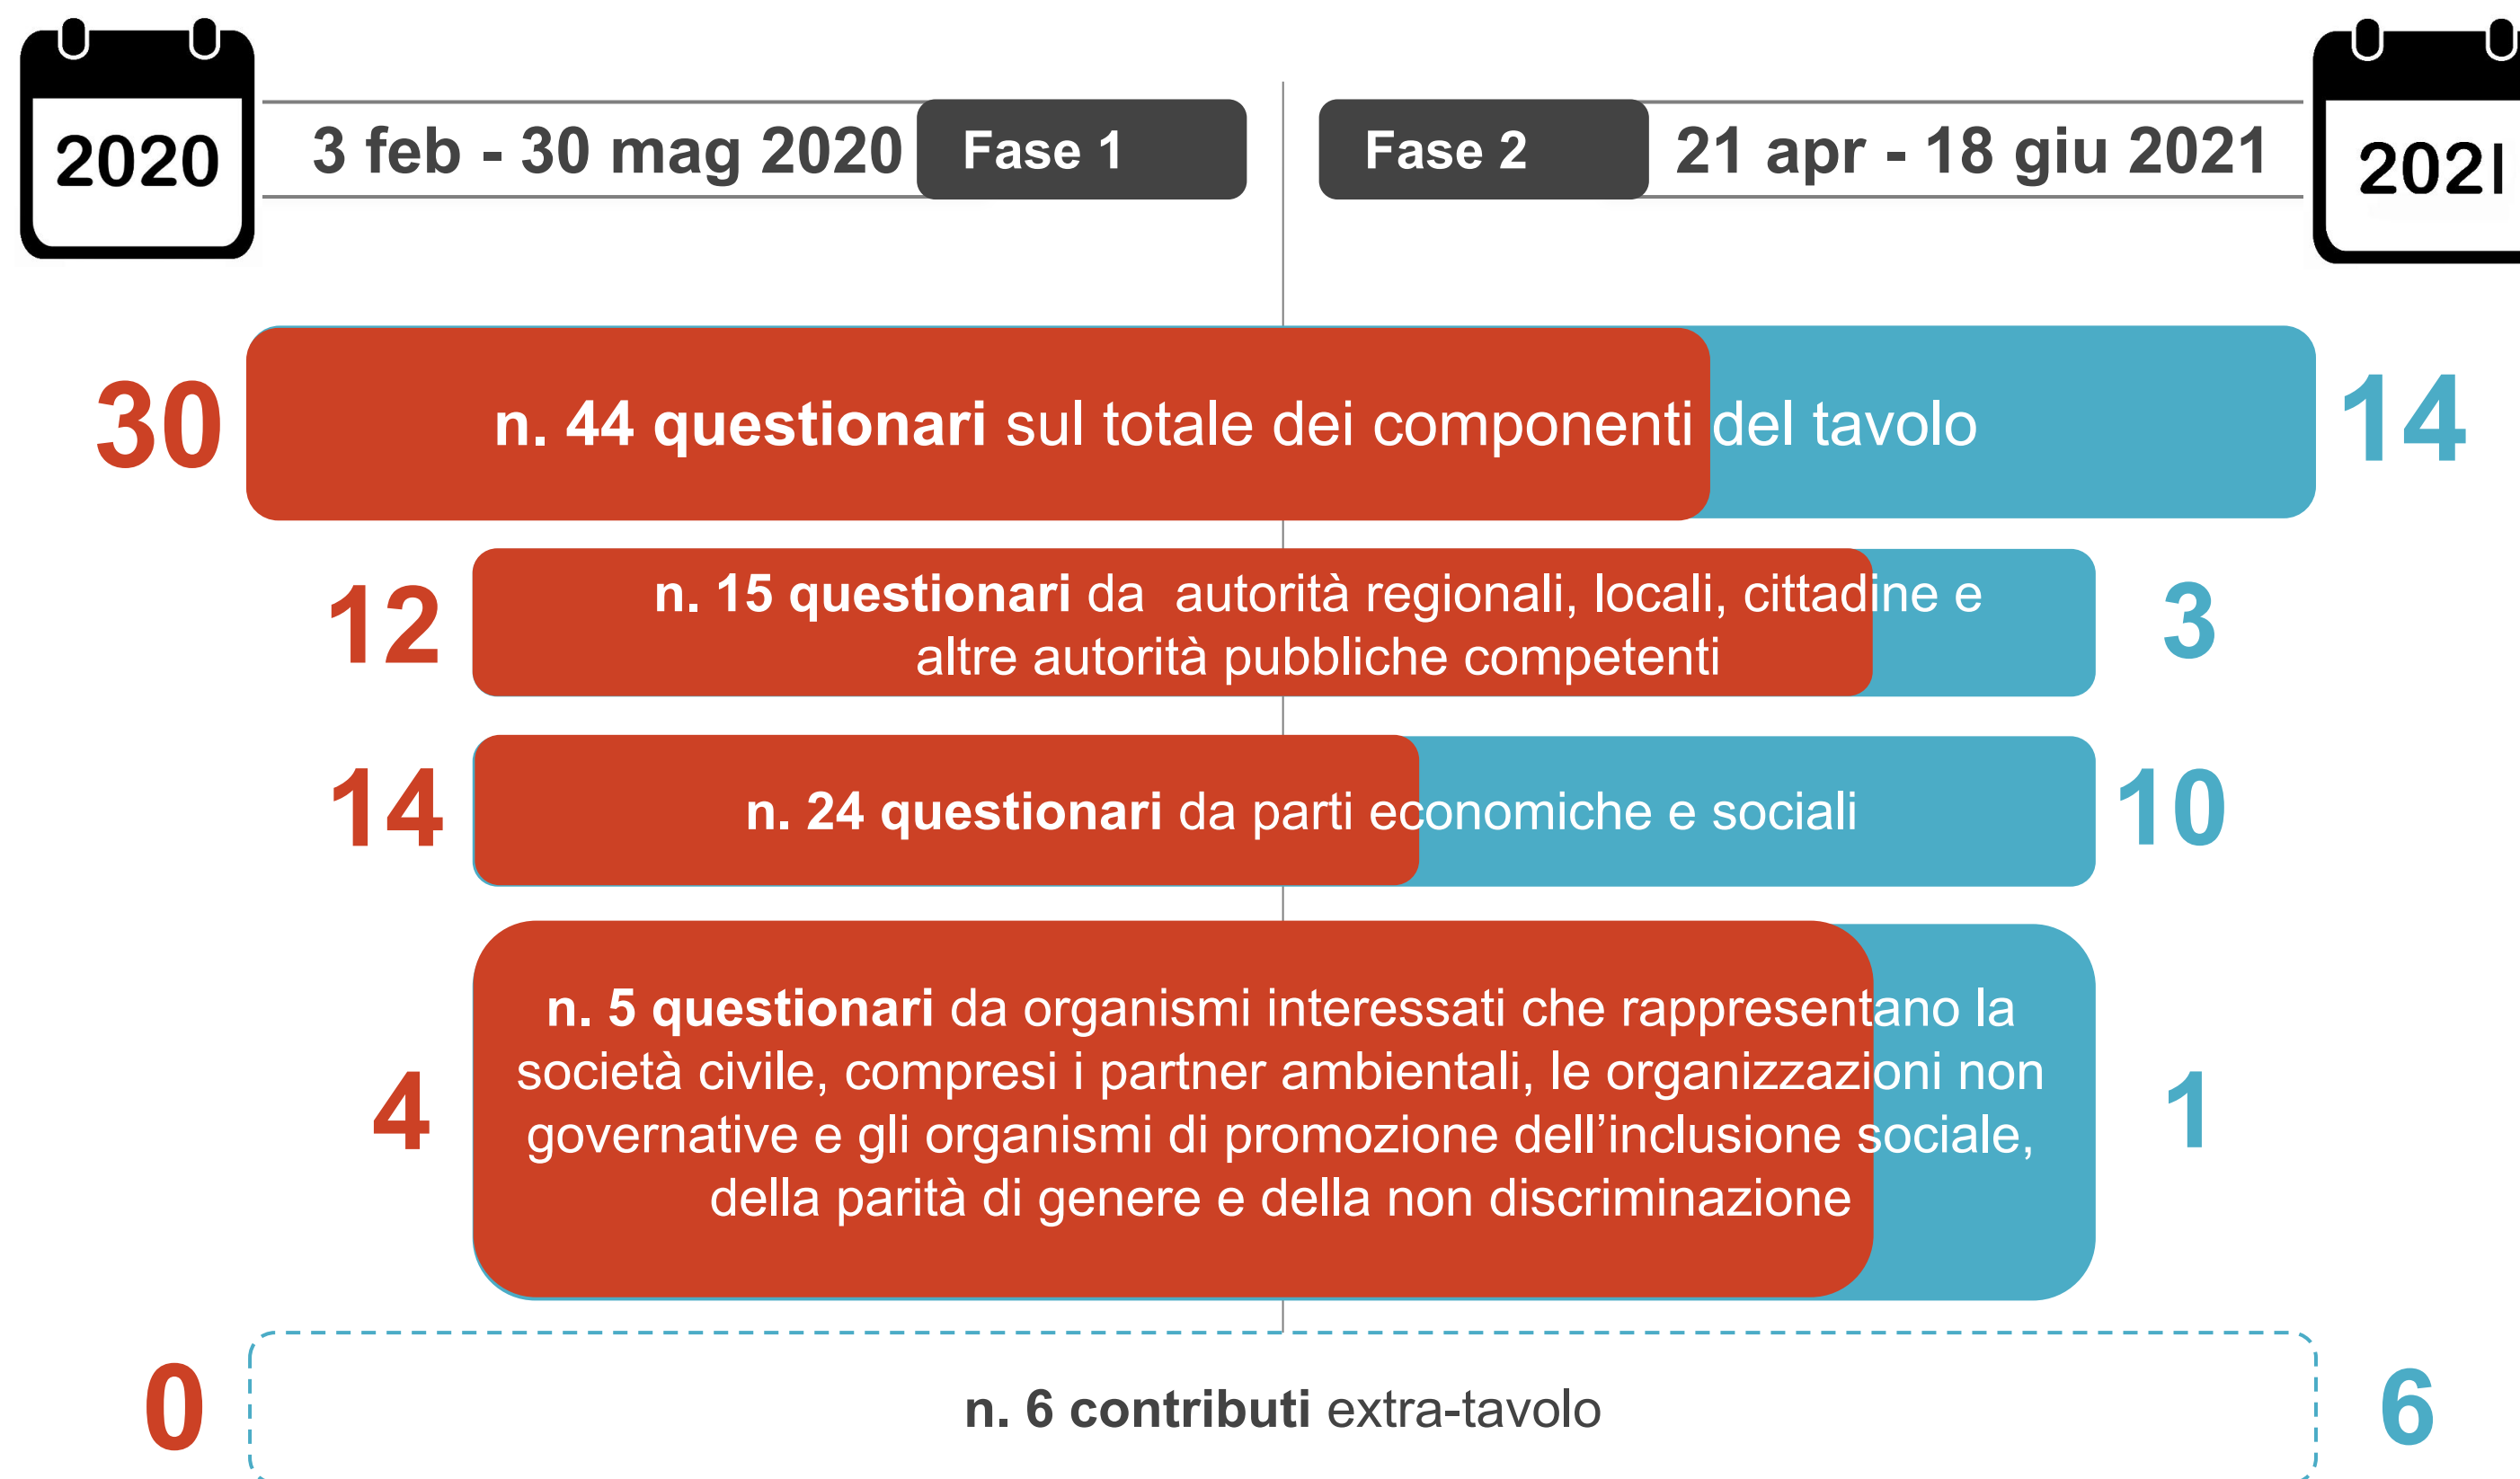 2020
3 feb - 30 mag 2020
Fase 1
Fase 2
21 apr - 18 giu 2021
2021
30
n. 44 questionari sul totale dei componenti del tavolo
14
12
n. 15 questionari da autorità regionali, locali, cittadine e
altre autorità pubbliche competenti
3
14
n. 24 questionari da parti economiche e sociali
10
4
n. 5 questionari da organismi interessati che rappresentano la
società civile, compresi i partner ambientali, le organizzazioni non
governative e gli organismi di promozione dell’inclusione sociale,
della parità di genere e della non discriminazione
1
0
n. 6 contributi extra-tavolo
6